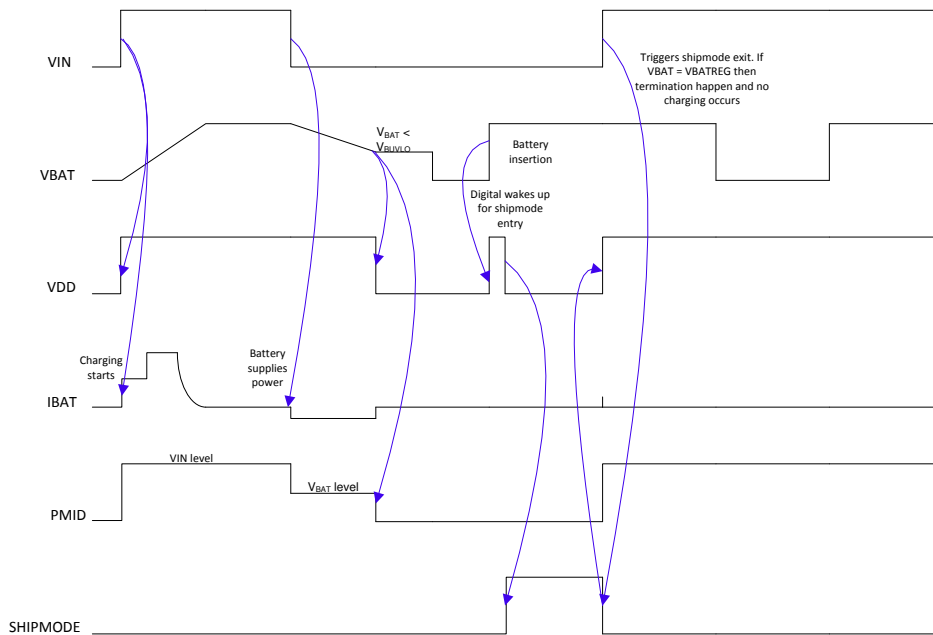 VIN
Triggers shipmode exit. If
VBAT = VBATREG then
termination happen and no
charging occurs
VBAT
VBAT <
VBUVLO
Battery
insertion
Digital wakes up
for shipmode
entry
VDD
Charging
starts
Battery
supplies
power
IBAT
VIN level
VBAT level
PMID
SHIPMODE